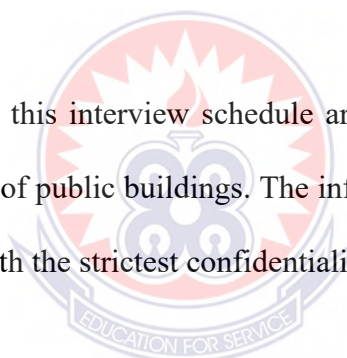 this interview schedule
of public buildings. The
the strictest
EDUCATION FOR SERVICE